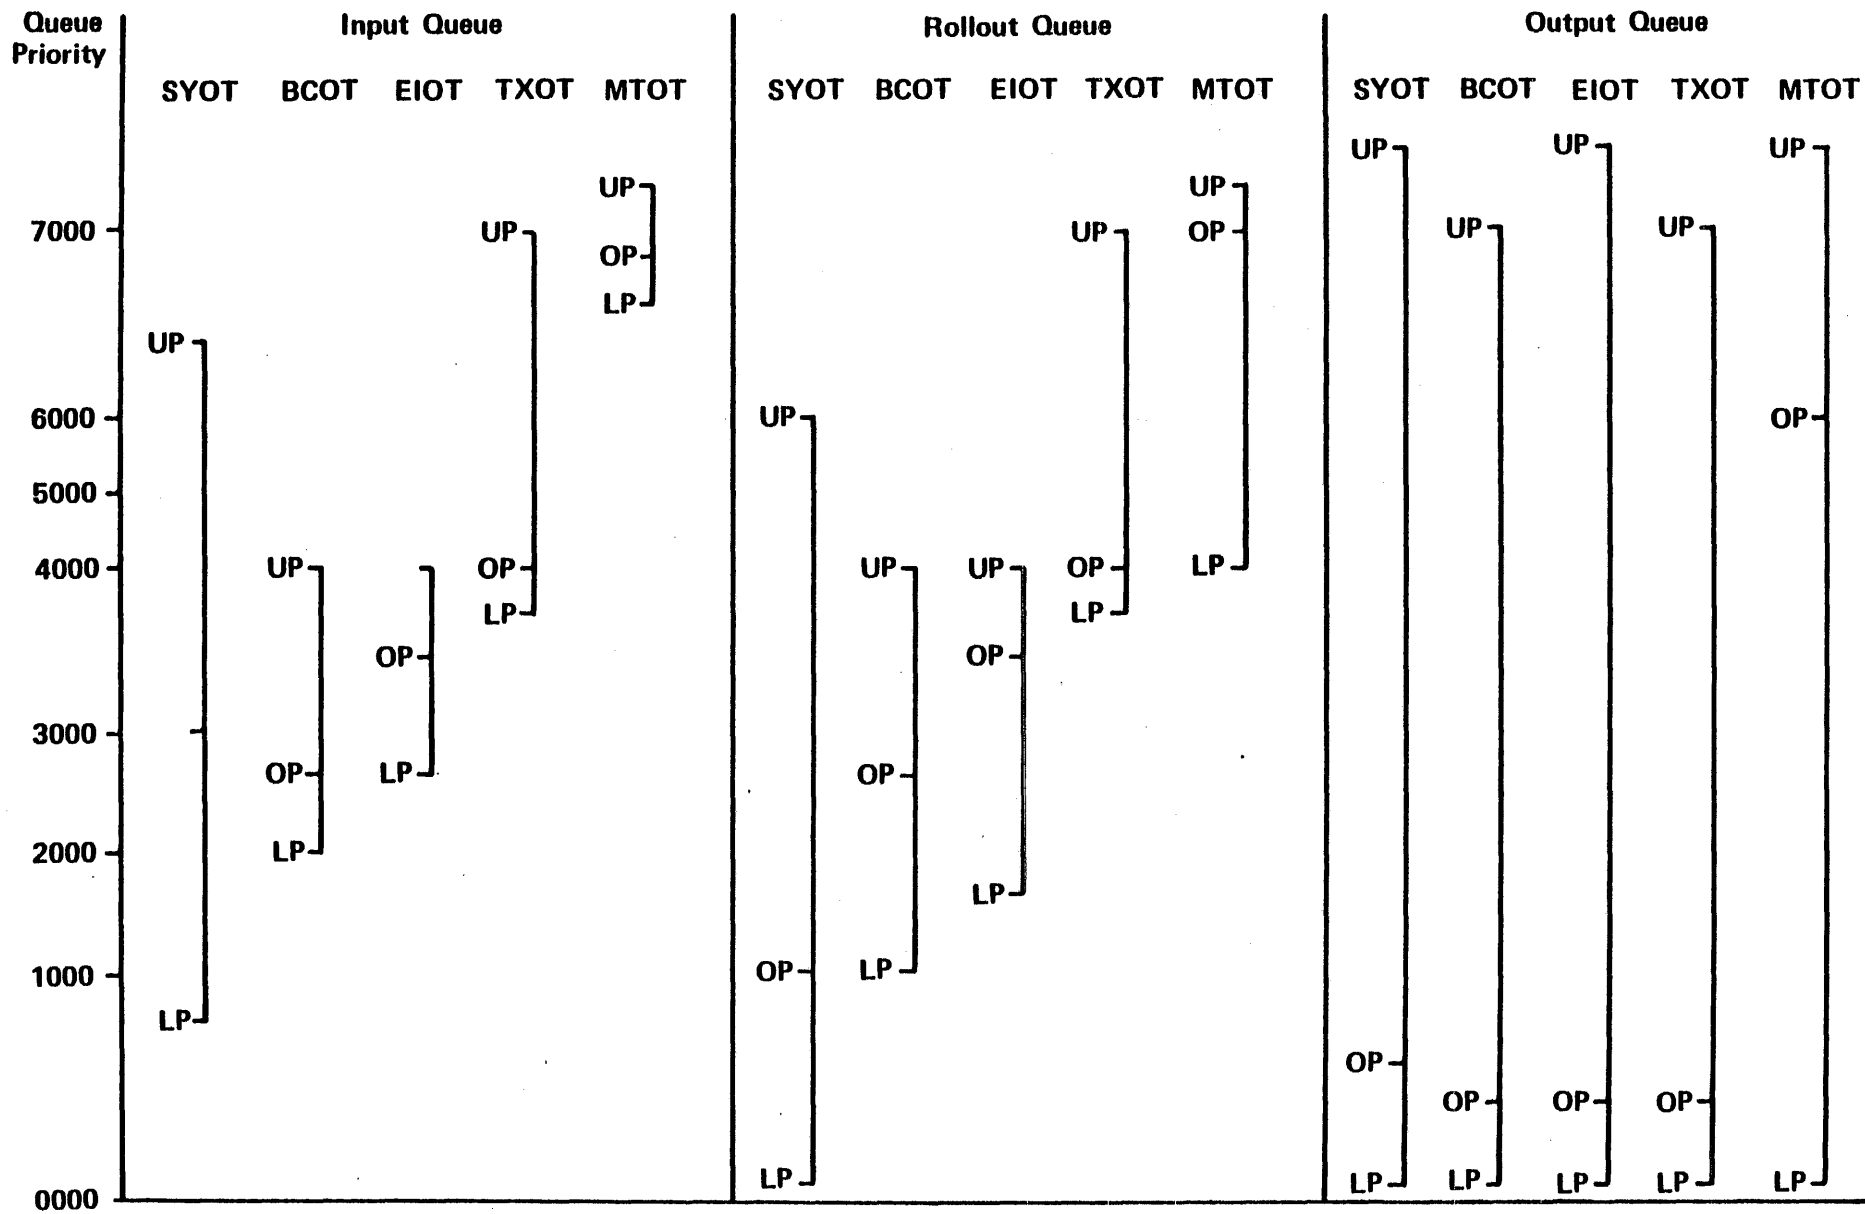 Queue Priority
Input Queue
Rollout Queue
Output Queue
SYOT BCOT EIOT TXOT MTOT
SYOT BCOT EIOT TXOT MTOT
SYOT BCOT EIOT TXOT MTOT
UP UP UP
UP UP
UP UP
7000 UP UP OP
OP
LP
UP
6000 UP OP
5000
4000 UP OP UP UP OP LP
LP LP
OP OP
3000
OP LP OP
2000 LP
LP
1000 OP LP
LP
OP
OP OP OP
LP LP LP LP LP LP
0000